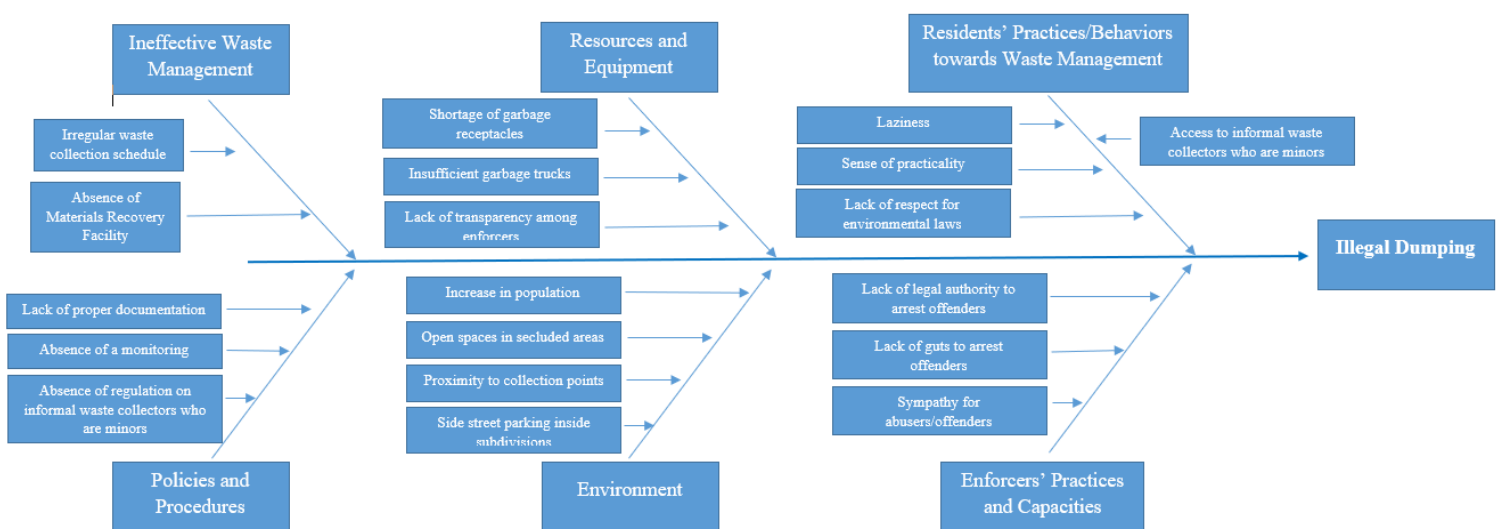 Ineffective Waste
Management
Resources and
Equipment
Residents’ Practices/Behaviors
towards Waste Management
Irregular waste
collection schedule
Absence of
Materials Recovery
Facility
Shortage of garbage
receptacles
Insufficient garbage trucks
Lack of transparency among
enforcers
Laziness
Sense of practicality
Lack of respect for
environmental laws
Access to informal waste
collectors who are minors
Illegal Dumping
Lack of proper documentation
Absence of a monitoring
Absence of regulation on
informal waste collectors who
are minors
Increase in population
Open spaces in secluded areas
Proximity to collection points
Side street parking inside
subdivisions
Lack of legal authority to
arrest offenders
Lack of guts to arrest
offenders
Sympathy for
abusers/offenders
Policies and
Procedures
Environment
Enforcers’ Practices
and Capacities